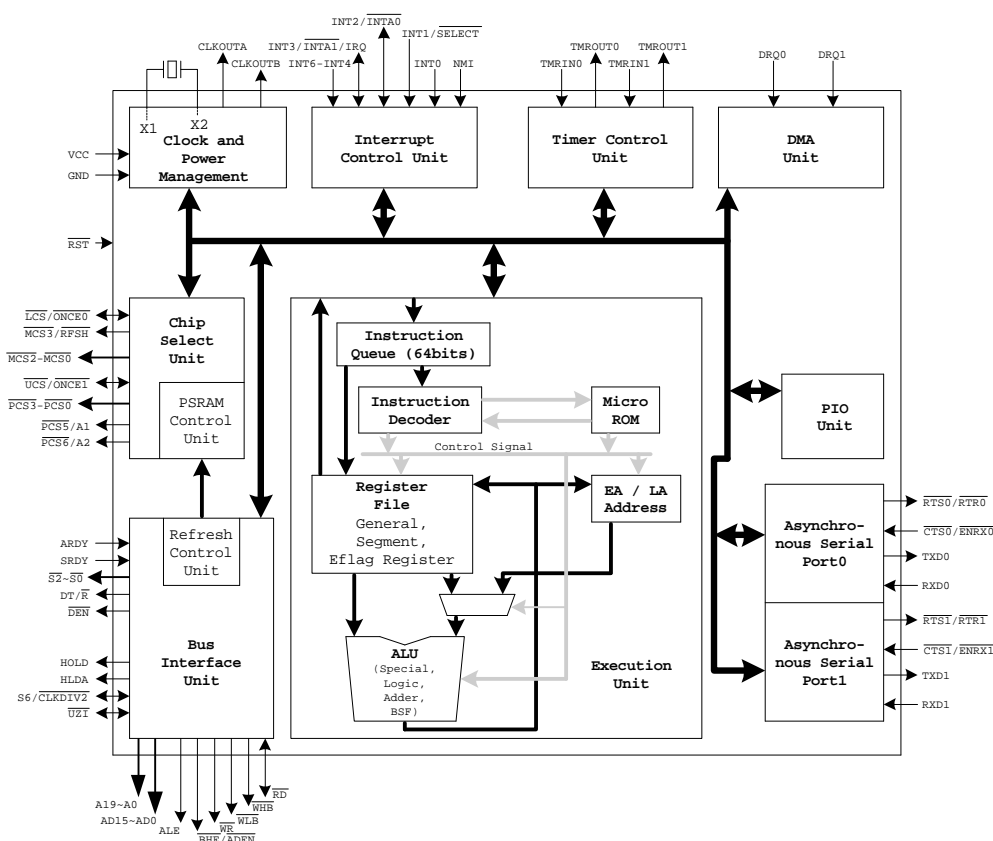 INT2/INTA0
INT3/INTA1/IRQ
INT1/SELECT
CLKOUTA
CLKOUTB
INT6-INT4
INT0
NMI
TMROUT0
TMROUT1
TMRIN0
TMRIN1
DRQ0
DRQ1
X1
X2
Clock and
Power
Management
Interrupt
Control Unit
Timer Control
Unit
DMA
Unit
VCC
GND
RST
LCS/ONCE0
MCS3/RFSH
MCS2-MCS0
UCS/ONCE1
PCS3-PCS0
PCS5/A1
PCS6/A2
Chip
Select
Unit
PSRAM
Control
Unit
Instruction
Queue (64bits)
Instruction
Decoder
Micro
ROM
Control Signal
Register
File
General,
Segment,
Eflag Register
EA / LA
Address
PIO
Unit
ALU
(Special,
Logic,
Adder,
BSF)
Execution
Unit
Refresh
Control
Unit
Bus
Interface
Unit
ARDY
SRDY
S2~S0
DT/R
DEN
HOLD
HLDA
S6/CLKDIV2
UZI
Asynchro-
nous Serial
Port0
RTS0/RTR0
CTS0/ENRX0
TXD0
RXD0
Asynchro-
nous Serial
Port1
RTS1/RTR1
CTS1/ENRX1
TXD1
RXD1
A19~A0
AD15~AD0
ALE
BHE/ADEN
WR
WLB
WHB
RD